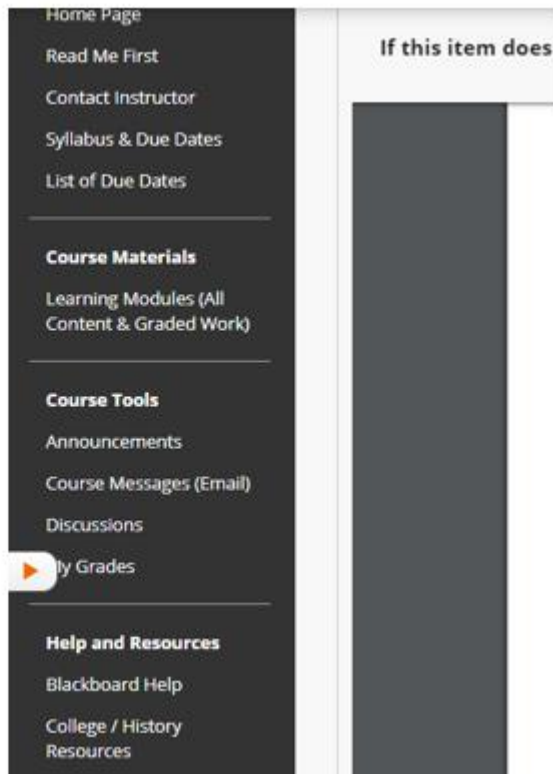 Home Page
Read Me First
Contact Instructor
Syllabus & Due Dates
List of Due Dates
Course Materials
Learning Modules (All
Content & Graded Work)
Course Tools
Announcements
Course Messages (Email)
Discussions
My Grades
Help and Resources
Blackboard Help
College / History
Resources
If this item does